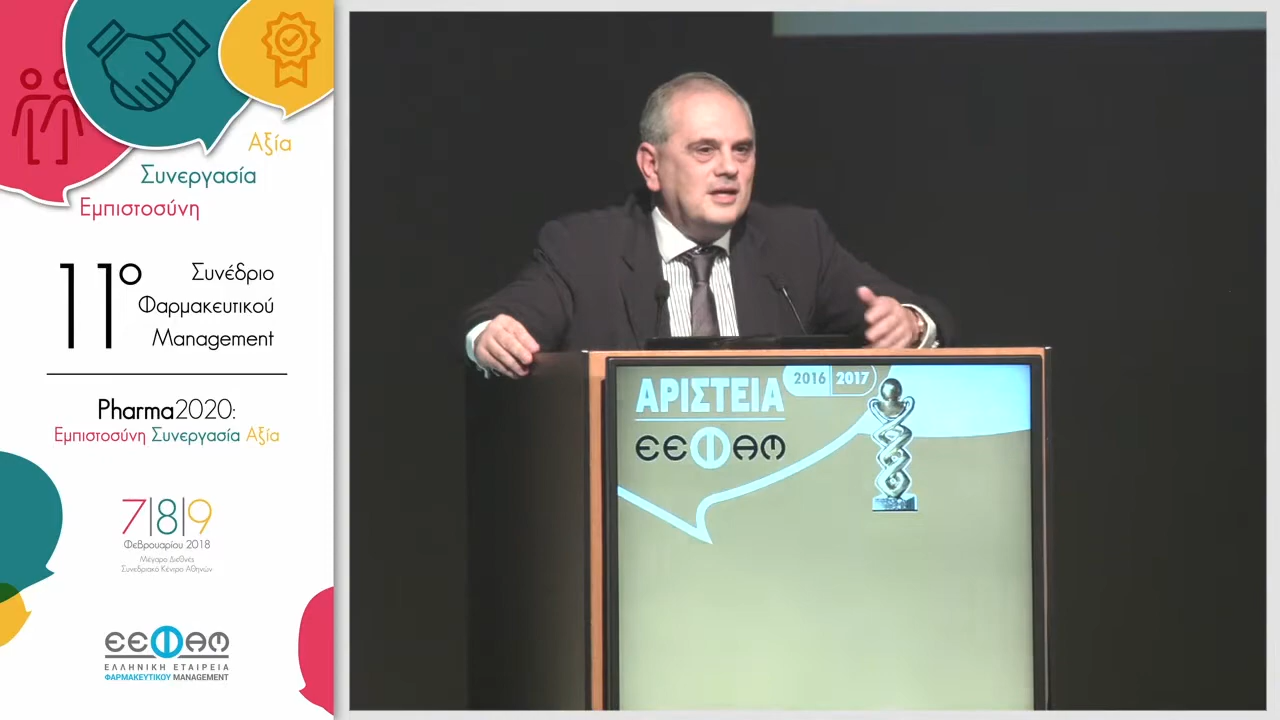 Αξία
Συνεργασία
Εμπιστοσύνη
11º
Συνέδριο
Φαρμακευτικού
Management
Pharma2020:
Εμπιστοσύνη Συνεργασία Αξία
7|8|9
Φεβρουαρίου 2018
Μέγαρο Διεθνές
Συνεδριακό Κέντρο Αθηνών
ΕΕΦΑΜ
ΕΛΛΗΝΙΚΗ ΕΤΑΙΡΕΙΑ
ΦΑΡΜΑΚΕΥΤΙΚΟΥ MANAGEMENT
ΑΡΙΣΤΕΙΑ 2016 2017
ΕΕΦΑΜ